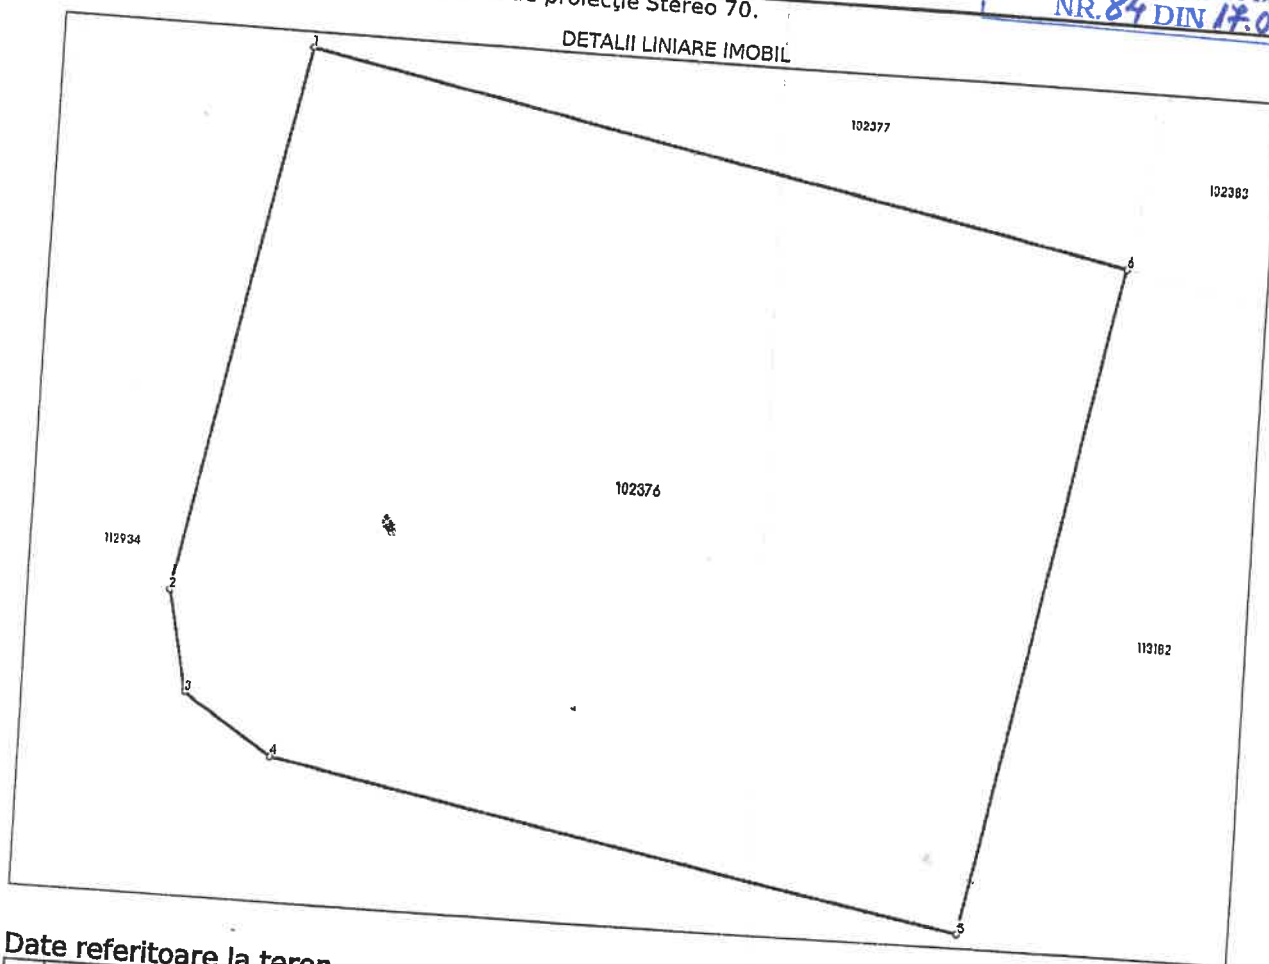 proiecție Stereo 70.
NR. 84 DIN 17.0
DETALII LINIARE IMOBIL
1
102377
102383
6
102376
112934
2
113182
3
4
5
Date referitoare la teren